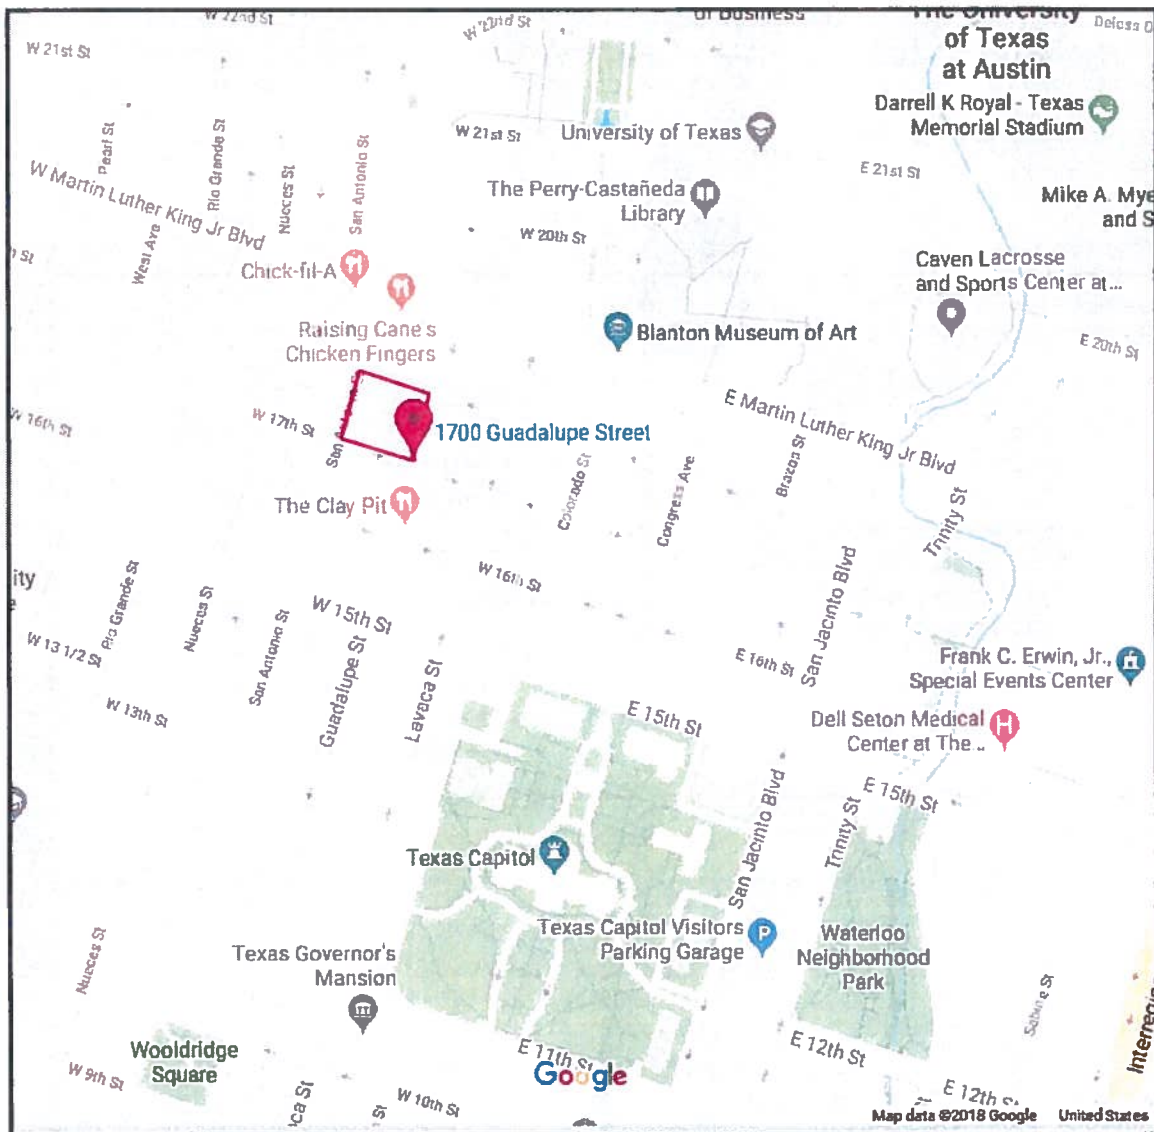 W 22nd St
W 22nd St
of Business
The University
of Texas
at Austin
W 21st St
Darrell K Royal - Texas
Memorial Stadium
University of Texas
W 21st St
Pearl St
Rio Grande St
Nueces St
San Antonio St
W Martin Luther King Jr Blvd
West Ave
E 21st St
The Perry-Castañeda
Library
Mike A. Mye
and S
W 20th St
Chick-fil-A
Caven Lacrosse
and Sports Center at...
Raising Cane's
Chicken Fingers
Blanton Museum of Art
E 20th St
W 16th St
W 17th St
1700 Guadalupe Street
E Martin Luther King Jr Blvd
The Clay Pit
Colorado St
Congress Ave
Brazos St
Trinity St
W 16th St
San Jacinto Blvd
ity
Rio Grande St
Nueces St
San Antonio St
W 15th St
Guadalupe St
Lavaca St
W 13 1/2 St
W 13th St
E 16th St
Frank C. Erwin, Jr.,
Special Events Center
E 15th St
Dell Seton Medical
Center at The...
San Jacinto Blvd
E 15th St
Trinity St
Texas Capitol
Texas Capitol Visitors
Parking Garage
Waterloo
Neighborhood
Park
Nueces St
Texas Governor's
Mansion
Sabine St
Interregio
Wooldridge
Square
E 11th St
E 12th St
Google
W 9th St
aca St
St
W 10th St
E 12th St
Map data ©2018 Google
United States